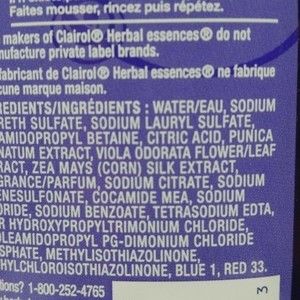 Faites mousser, rincez puis répétez.
makers of Clairol® Herbal essences® do not
nufacture private label brands.
fabricant de Clairol® Herbal essences® ne fabrique
cune marque maison.
REDIENTS/INGRÉDIENTS : WATER/EAU, SODIUM
RETH SULFATE, SODIUM LAURYL SULFATE,
AMIDOPROPYL BETAINE, CITRIC ACID, PUNICA
NATUM EXTRACT, VIOLA ODORATA FLOWER/LEAF
RACT, ZEA MAYS (CORN) SILK EXTRACT,
GRANCE/PARFUM, SODIUM CITRATE, SODIUM
ENESULFONATE, COCAMIDE MEA, SODIUM
ORIDE, SODIUM BENZOATE, TETRASODIUM EDTA,
R HYDROXYPROPYLTRIMONIUM CHLORIDE,
OLEAMIDOPROPYL PG-DIMONIUM CHLORIDE
SPHATE, METHYLISOTHIAZOLINONE,
HYLCHLOROISOTHIAZOLINONE, BLUE 1, RED 33.
tions? 1-800-252-4765
3